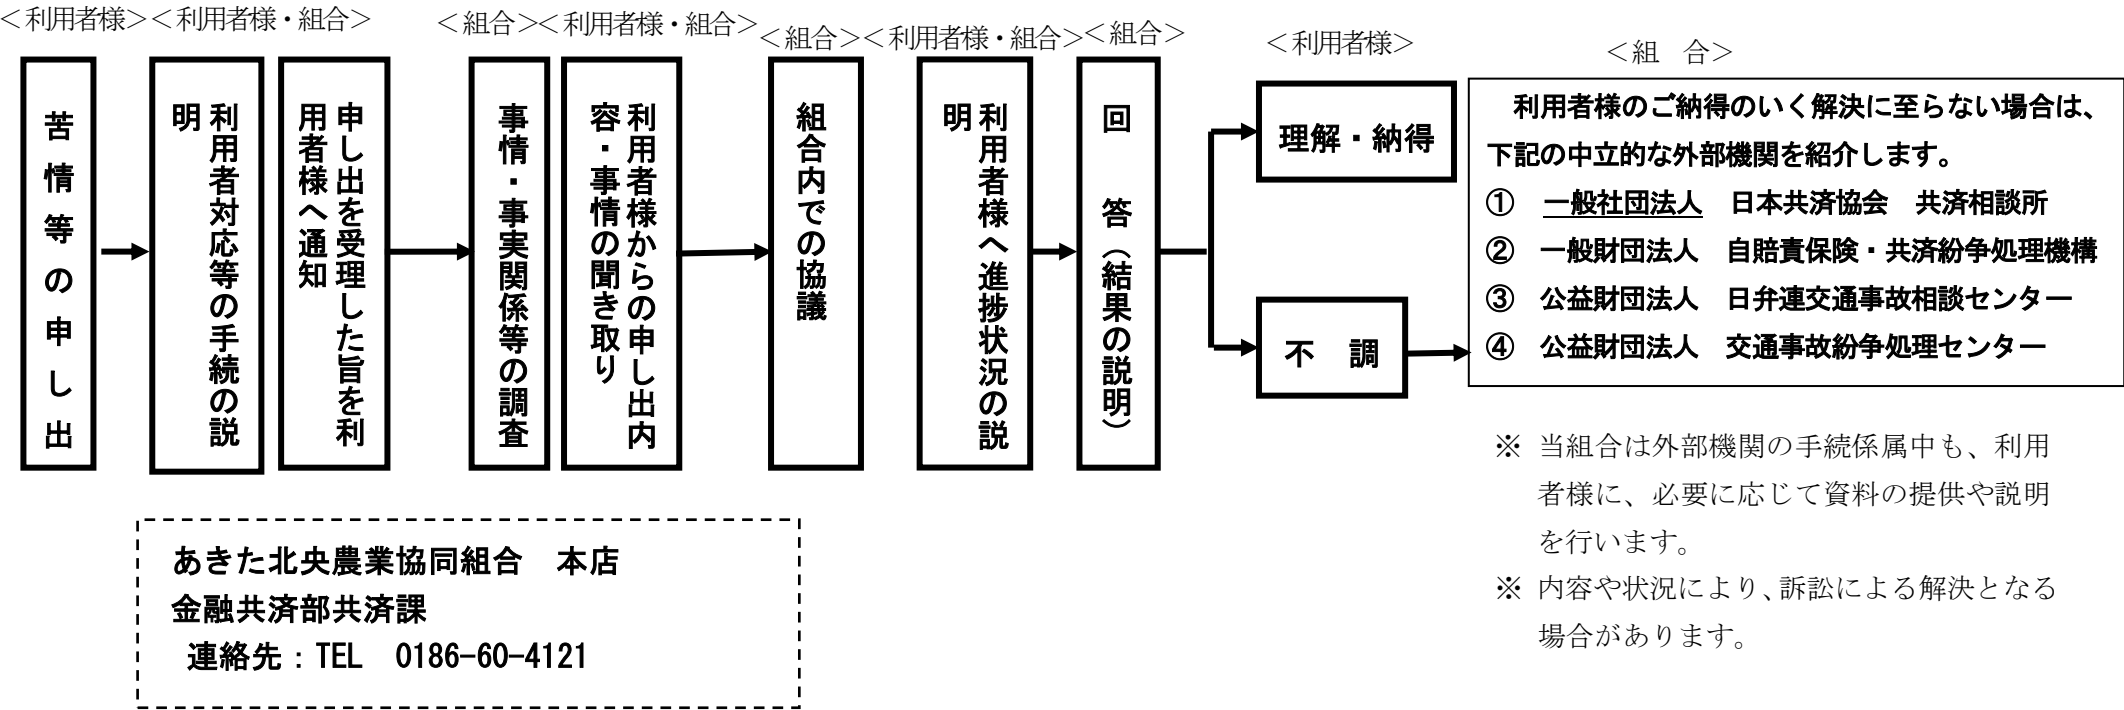 ＜利用者様＞＜利用者様・組合＞
＜組合＞＜利用者様・組合＞
＜組合＞＜利用者様・組合＞＜組合＞
＜利用者様＞
＜組　合＞
苦情等の申し出
利用者対応等の手続の説
明
申し出を受理した旨を利
用者様へ通知
事情・事実関係等の調査
利用者様からの申し出内
容・事情の聞き取り
組合内での協議
利用者様へ進捗状況の説
明
回　答（結果の説明）
理解・納得
不　調
利用者様のご納得のいく解決に至らない場合は、
下記の中立的な外部機関を紹介します。
①　一般社団法人　日本共済協会　共済相談所
②　一般財団法人　自賠責保険・共済紛争処理機構
③　公益財団法人　日弁連交通事故相談センター
④　公益財団法人　交通事故紛争処理センター
※ 当組合は外部機関の手続係属中も、利用
者様に、必要に応じて資料の提供や説明
を行います。
※ 内容や状況により、訴訟による解決となる
場合があります。
あきた北央農業協同組合　本店
金融共済部共済課
連絡先：TEL　0186-60-4121